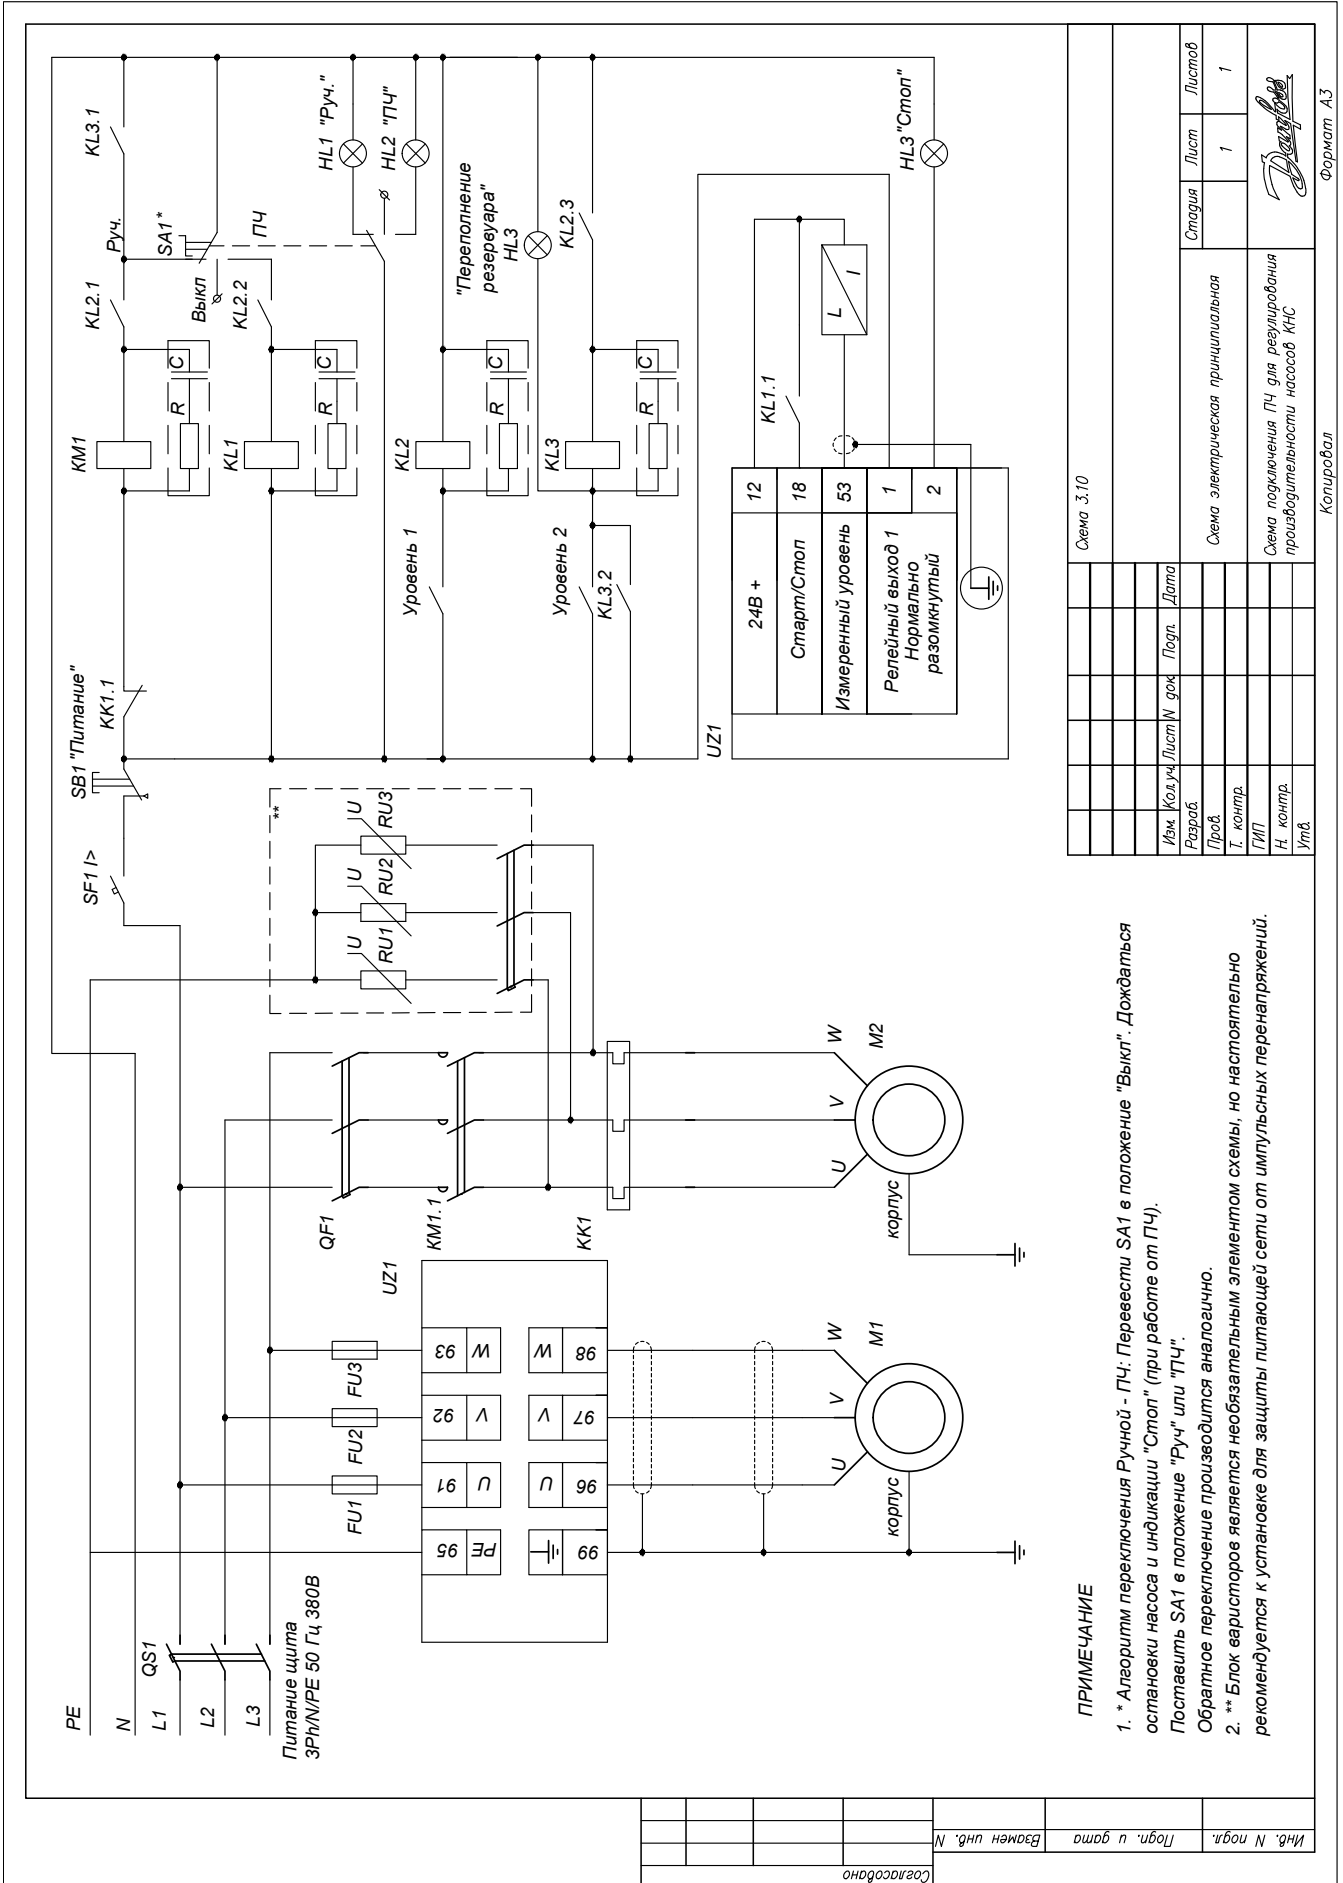 PE
N
L1
L2
L3
QS1
Питание щита
3Ph/N/PE 50 Гц 380В
FU1
FU2
FU3
UZ1
95
91
92
93
PE
U
V
W
U
V
W
99
96
97
98
U
V
W
M1
корпус
QF1
KM1.1
KK1
U
V
W
M2
корпус
**
U
U
U
RU1
RU2
RU3
SF1 I>
SB1 "Питание"
KK1.1
KM1
R
C
KL2.1
Руч.
KL3.1
SA1*
Выкл
ПЧ
KL1
R
C
KL2.2
HL1 "Руч."
HL2 "ПЧ"
Уровень 1
KL2
R
C
"Переполнение
резервуара"
HL3
Уровень 2
KL3.2
KL3
R
C
KL2.3
UZ1
24В +
12
Старт/Стоп
18
Измеренный уровень
53
Релейный выход 1
Нормально
разомкнутый
1
2
KL1.1
L
I
HL3"Стоп"
ПРИМЕЧАНИЕ
1. * Алгоритм переключения Ручной - ПЧ: Перевести SA1 в положение "Выкл". Дождаться
остановки насоса и индикации "Стоп" (при работе от ПЧ).
Поставить SA1 в положение "Руч" или "ПЧ".
Обратное переключение производится аналогично.
2. ** Блок варисторов является необязательным элементом схемы, но настоятельно
рекомендуется к установке для защиты питающей сети от импульсных перенапряжений.
Схема 3.10
Изм. Кол.уч. Лист N док. Подп. Дата
Разраб.
Пров.
Т. контр.
ГИП
Н. контр.
Утв.
Схема электрическая принципиальная
Стадия Лист Листов
1 1
Схема подключения ПЧ для регулирования
производительности насосов КНС
Danfoss
Копировал
Формат А3
Согласовано
Взамен инв. N
Подп. и дата
Инв. N подл.